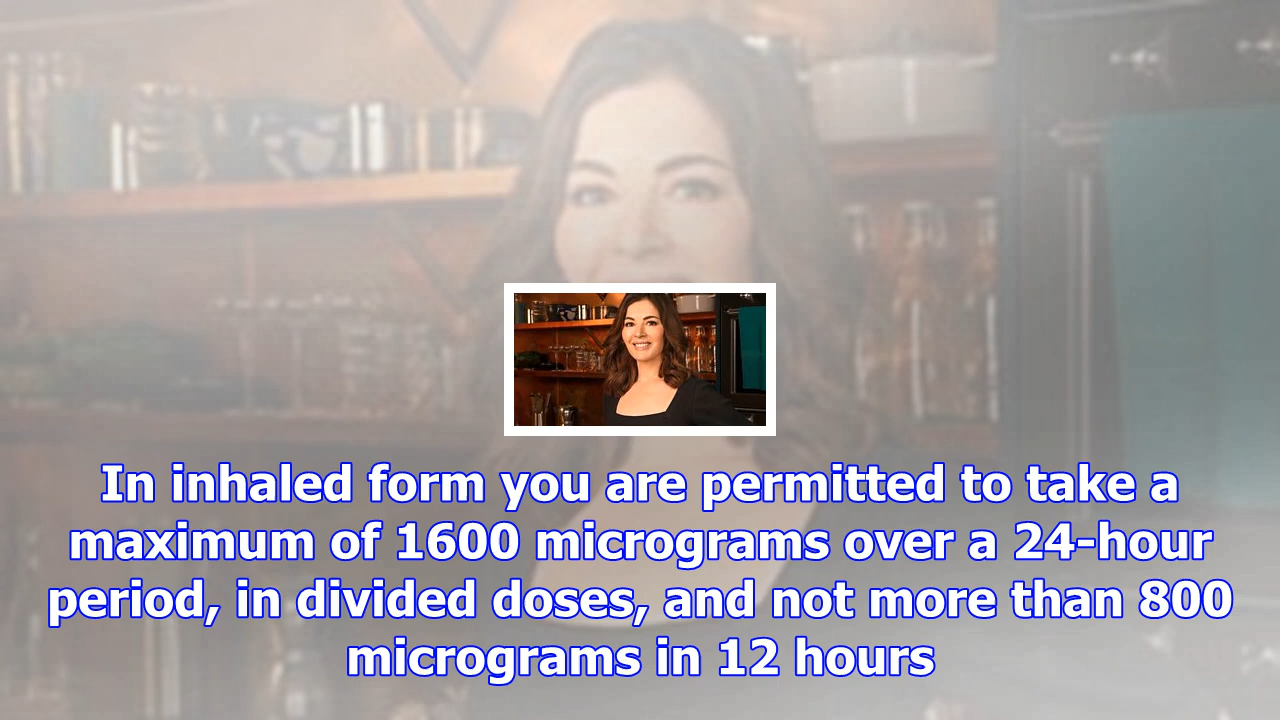 In inhaled form you are permitted to take a
maximum of 1600 micrograms over a 24-hour
period, in divided doses, and not more than 800
micrograms in 12 hours